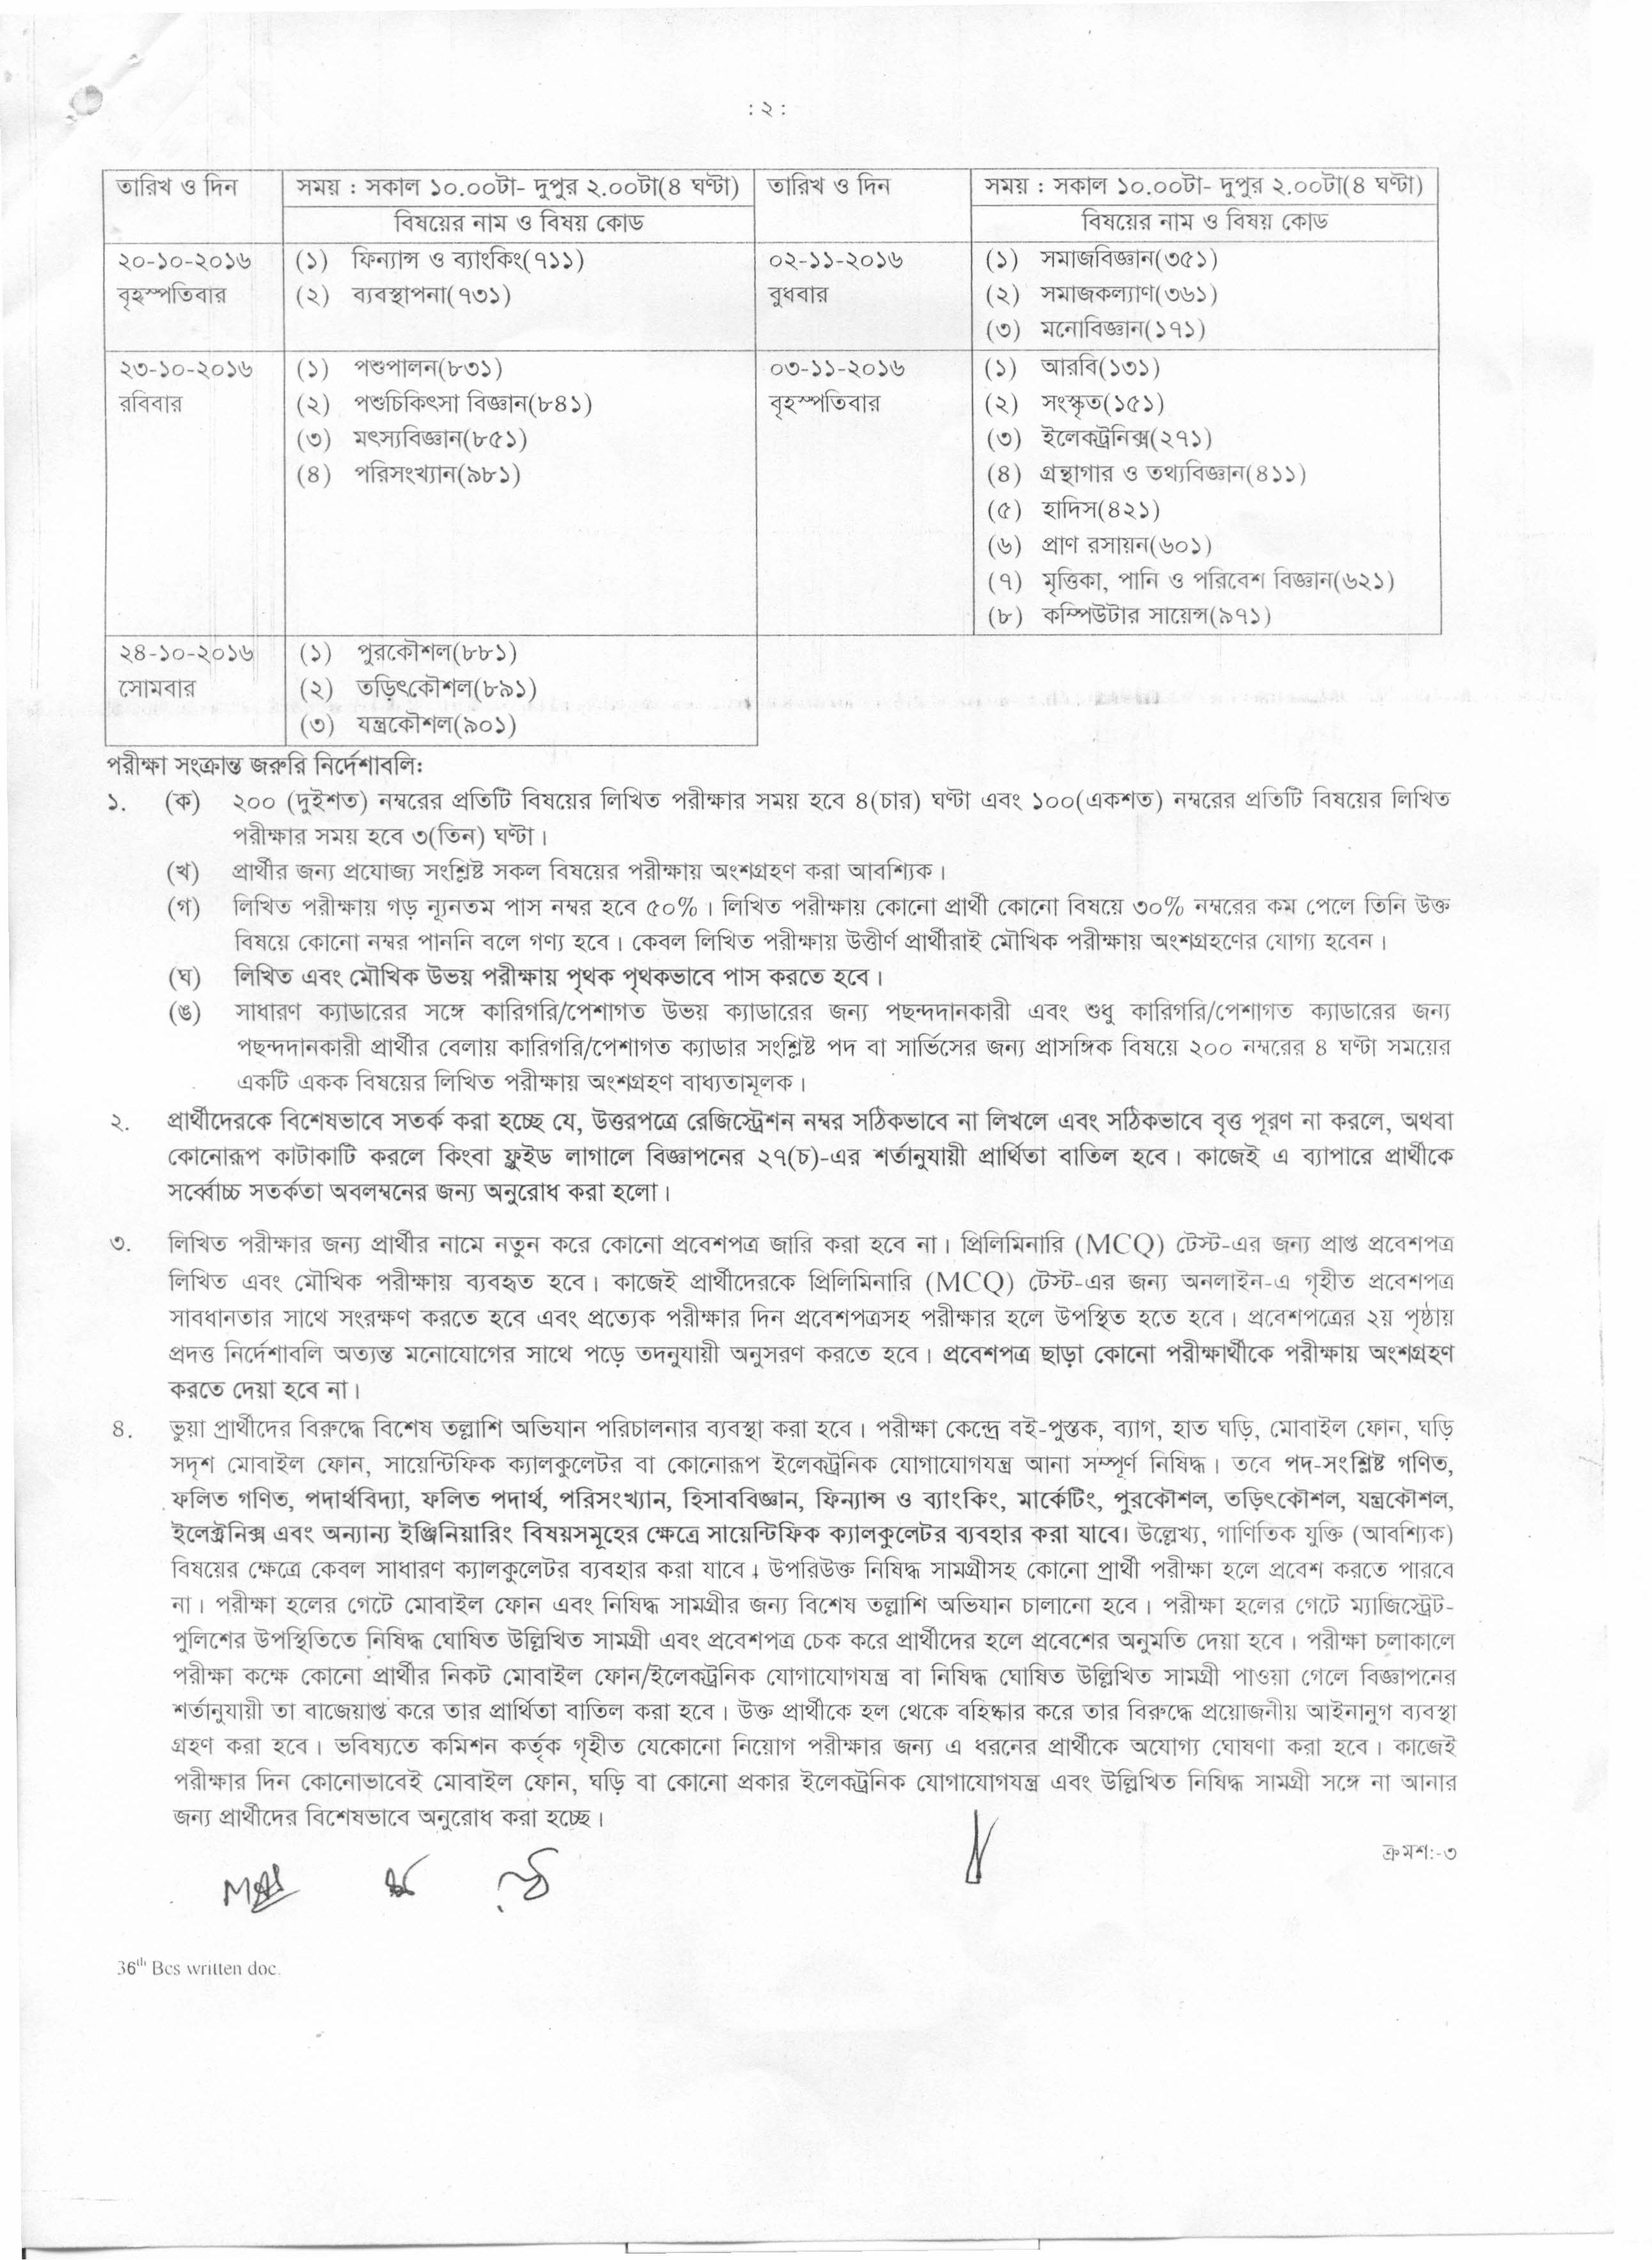 : ২ :
তারিখ ও দিন
সময় : সকাল ১০.০০টা- দুপুর ২.০০টা(৪ ঘণ্টা)
বিষয়ের নাম ও বিষয় কোড
তারিখ ও দিন
সময় : সকাল ১০.০০টা- দুপুর ২.০০টা(৪ ঘণ্টা)
বিষয়ের নাম ও বিষয় কোড
২০-১০-২০১৬
বৃহস্পতিবার
(১) ফিন্যান্স ও ব্যাংকিং(৭১১)
(২) ব্যবস্থাপনা(৭৩১)
০২-১১-২০১৬
বুধবার
(১) সমাজবিজ্ঞান(৩৫১)
(২) সমাজকল্যাণ(৩৬১)
(৩) মনোবিজ্ঞান(১৭১)
২৩-১০-২০১৬
রবিবার
(১) পশুপালন(৮৩১)
(২) পশুচিকিৎসা বিজ্ঞান(৮৪১)
(৩) মৎস্যবিজ্ঞান(৮৫১)
(৪) পরিসংখ্যান(৯৮১)
০৩-১১-২০১৬
বৃহস্পতিবার
(১) আরবি(১৩১)
(২) সংস্কৃত(১৫১)
(৩) ইলেকট্রনিক্স(২৭১)
(৪) গ্রন্থাগার ও তথ্যবিজ্ঞান(৪১১)
(৫) হাদিস(৪২১)
(৬) প্রাণ রসায়ন(৬০১)
(৭) মৃত্তিকা, পানি ও পরিবেশ বিজ্ঞান(৬২১)
(৮) কম্পিউটার সায়েন্স(৯৭১)
২৪-১০-২০১৬
সোমবার
(১) পুরকৌশল(৮৮১)
(২) তড়িৎকৌশল(৮৯১)
(৩) যন্ত্রকৌশল(৯০১)
পরীক্ষা সংক্রান্ত জরুরি নির্দেশাবলি:
১. (ক) ২০০ (দুইশত) নম্বরের প্রতিটি বিষয়ের লিখিত পরীক্ষার সময় হবে ৪(চার) ঘণ্টা এবং ১০০(একশত) নম্বরের প্রতিটি বিষয়ের লিখিত
পরীক্ষার সময় হবে ৩(তিন) ঘণ্টা।
(খ) প্রার্থীর জন্য প্রযোজ্য সংশ্লিষ্ট সকল বিষয়ের পরীক্ষায় অংশগ্রহণ করা আবশ্যিক।
(গ) লিখিত পরীক্ষায় গড় ন্যূনতম পাস নম্বর হবে ৫০%। লিখিত পরীক্ষায় কোনো প্রার্থী কোনো বিষয়ে ৩০% নম্বরের কম পেলে তিনি উক্ত
বিষয়ে কোনো নম্বর পাননি বলে গণ্য হবে। কেবল লিখিত পরীক্ষায় উত্তীর্ণ প্রার্থীরাই মৌখিক পরীক্ষায় অংশগ্রহণের যোগ্য হবেন।
(ঘ) লিখিত এবং মৌখিক উভয় পরীক্ষায় পৃথক পৃথকভাবে পাস করতে হবে।
(ঙ) সাধারণ ক্যাডারের সঙ্গে কারিগরি/পেশাগত উভয় ক্যাডারের জন্য পছন্দদানকারী এবং শুধু কারিগরি/পেশাগত ক্যাডারের জন্য
পছন্দদানকারী প্রার্থীর বেলায় কারিগরি/পেশাগত ক্যাডার সংশ্লিষ্ট পদ বা সার্ভিসের জন্য প্রাসঙ্গিক বিষয়ে ২০০ নম্বরের ৪ ঘণ্টা সময়ের
একটি একক বিষয়ের লিখিত পরীক্ষায় অংশগ্রহণ বাধ্যতামূলক।
২. প্রার্থীদেরকে বিশেষভাবে সতর্ক করা হচ্ছে যে, উত্তরপত্রে রেজিস্ট্রেশন নম্বর সঠিকভাবে না লিখলে এবং সঠিকভাবে বৃত্ত পূরণ না করলে, অথবা
কোনোরূপ কাটাকাটি করলে কিংবা ফ্লুইড লাগালে বিজ্ঞাপনের ২৭(চ)-এর শর্তানুযায়ী প্রার্থিতা বাতিল হবে। কাজেই এ ব্যাপারে প্রার্থীকে
সর্ব্বোচ্চ সতর্কতা অবলম্বনের জন্য অনুরোধ করা হলো।
৩. লিখিত পরীক্ষার জন্য প্রার্থীর নামে নতুন করে কোনো প্রবেশপত্র জারি করা হবে না। প্রিলিমিনারি (MCQ) টেস্ট-এর জন্য প্রাপ্ত প্রবেশপত্র
লিখিত এবং মৌখিক পরীক্ষায় ব্যবহৃত হবে। কাজেই প্রার্থীদেরকে প্রিলিমিনারি (MCQ) টেস্ট-এর জন্য অনলাইন-এ গৃহীত প্রবেশপত্র
সাবধানতার সাথে সংরক্ষণ করতে হবে এবং প্রত্যেক পরীক্ষার দিন প্রবেশপত্রসহ পরীক্ষার হলে উপস্থিত হতে হবে। প্রবেশপত্রের ২য় পৃষ্ঠায়
প্রদত্ত নির্দেশাবলি অত্যন্ত মনোযোগের সাথে পড়ে তদনুযায়ী অনুসরণ করতে হবে। প্রবেশপত্র ছাড়া কোনো পরীক্ষার্থীকে পরীক্ষায় অংশগ্রহণ
করতে দেয়া হবে না।
৪. ভুয়া প্রার্থীদের বিরুদ্ধে বিশেষ তল্লাশি অভিযান পরিচালনার ব্যবস্থা করা হবে। পরীক্ষা কেন্দ্রে বই-পুস্তক, ব্যাগ, হাত ঘড়ি, মোবাইল ফোন, ঘড়ি
সদৃশ মোবাইল ফোন, সায়েন্টিফিক ক্যালকুলেটর বা কোনোরূপ ইলেকট্রনিক যোগাযোগযন্ত্র আনা সম্পূর্ণ নিষিদ্ধ। তবে পদ-সংশ্লিষ্ট গণিত,
ফলিত গণিত, পদার্থবিদ্যা, ফলিত পদার্থ, পরিসংখ্যান, হিসাববিজ্ঞান, ফিন্যান্স ও ব্যাংকিং, মার্কেটিং, পুরকৌশল, তড়িৎকৌশল, যন্ত্রকৌশল,
ইলেক্ট্রনিক্স এবং অন্যান্য ইঞ্জিনিয়ারিং বিষয়সমূহের ক্ষেত্রে সায়েন্টিফিক ক্যালকুলেটর ব্যবহার করা যাবে। উল্লেখ্য, গাণিতিক যুক্তি (আবশ্যিক)
বিষয়ের ক্ষেত্রে কেবল সাধারণ ক্যালকুলেটর ব্যবহার করা যাবে। উপরিউক্ত নিষিদ্ধ সামগ্রীসহ কোনো প্রার্থী পরীক্ষা হলে প্রবেশ করতে পারবে
না। পরীক্ষা হলের গেটে মোবাইল ফোন এবং নিষিদ্ধ সামগ্রীর জন্য বিশেষ তল্লাশি অভিযান চালানো হবে। পরীক্ষা হলের গেটে ম্যাজিস্ট্রেট-
পুলিশের উপস্থিতিতে নিষিদ্ধ ঘোষিত উল্লিখিত সামগ্রী এবং প্রবেশপত্র চেক করে প্রার্থীদের হলে প্রবেশের অনুমতি দেয়া হবে। পরীক্ষা চলাকালে
পরীক্ষা কক্ষে কোনো প্রার্থীর নিকট মোবাইল ফোন/ইলেকট্রনিক যোগাযোগযন্ত্র বা নিষিদ্ধ ঘোষিত উল্লিখিত সামগ্রী পাওয়া গেলে বিজ্ঞাপনের
শর্তানুযায়ী তা বাজেয়াপ্ত করে তার প্রার্থিতা বাতিল করা হবে। উক্ত প্রার্থীকে হল থেকে বহিষ্কার করে তার বিরুদ্ধে প্রয়োজনীয় আইনানুগ ব্যবস্থা
গ্রহণ করা হবে। ভবিষ্যতে কমিশন কর্তৃক গৃহীত যেকোনো নিয়োগ পরীক্ষার জন্য এ ধরনের প্রার্থীকে অযোগ্য ঘোষণা করা হবে। কাজেই
পরীক্ষার দিন কোনোভাবেই মোবাইল ফোন, ঘড়ি বা কোনো প্রকার ইলেকট্রনিক যোগাযোগযন্ত্র এবং উল্লিখিত নিষিদ্ধ সামগ্রী সঙ্গে না আনার
জন্য প্রার্থীদের বিশেষভাবে অনুরোধ করা হচ্ছে।
ক্রমশ:-৩
36th Bcs written doc.